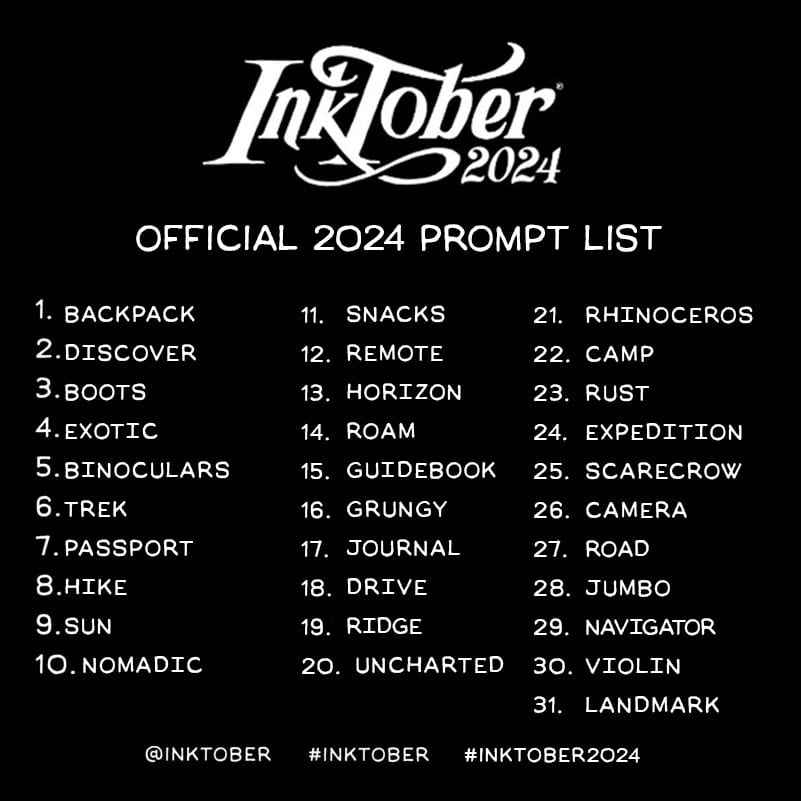 InkTober®
2024
OFFICIAL 2024 PROMPT LIST
1. BACKPACK
2. DISCOVER
3. BOOTS
4. EXOTIC
5. BINOCULARS
6. TREK
7. PASSPORT
8. HIKE
9. SUN
10. NOMADIC
11. SNACKS
12. REMOTE
13. HORIZON
14. ROAM
15. GUIDEBOOK
16. GRUNGY
17. JOURNAL
18. DRIVE
19. RIDGE
20. UNCHARTED
21. RHINOCEROS
22. CAMP
23. RUST
24. EXPEDITION
25. SCARECROW
26. CAMERA
27. ROAD
28. JUMBO
29. NAVIGATOR
30. VIOLIN
31. LANDMARK
@INKTOBER #INKTOBER #INKTOBER2024